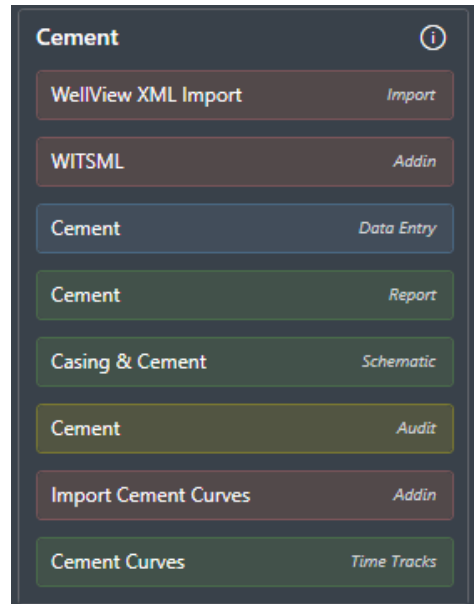 Cement
WellView XML Import Import
WITSML Addin
Cement Data Entry
Cement Report
Casing & Cement Schematic
Cement Audit
Import Cement Curves Addin
Cement Curves Time Tracks